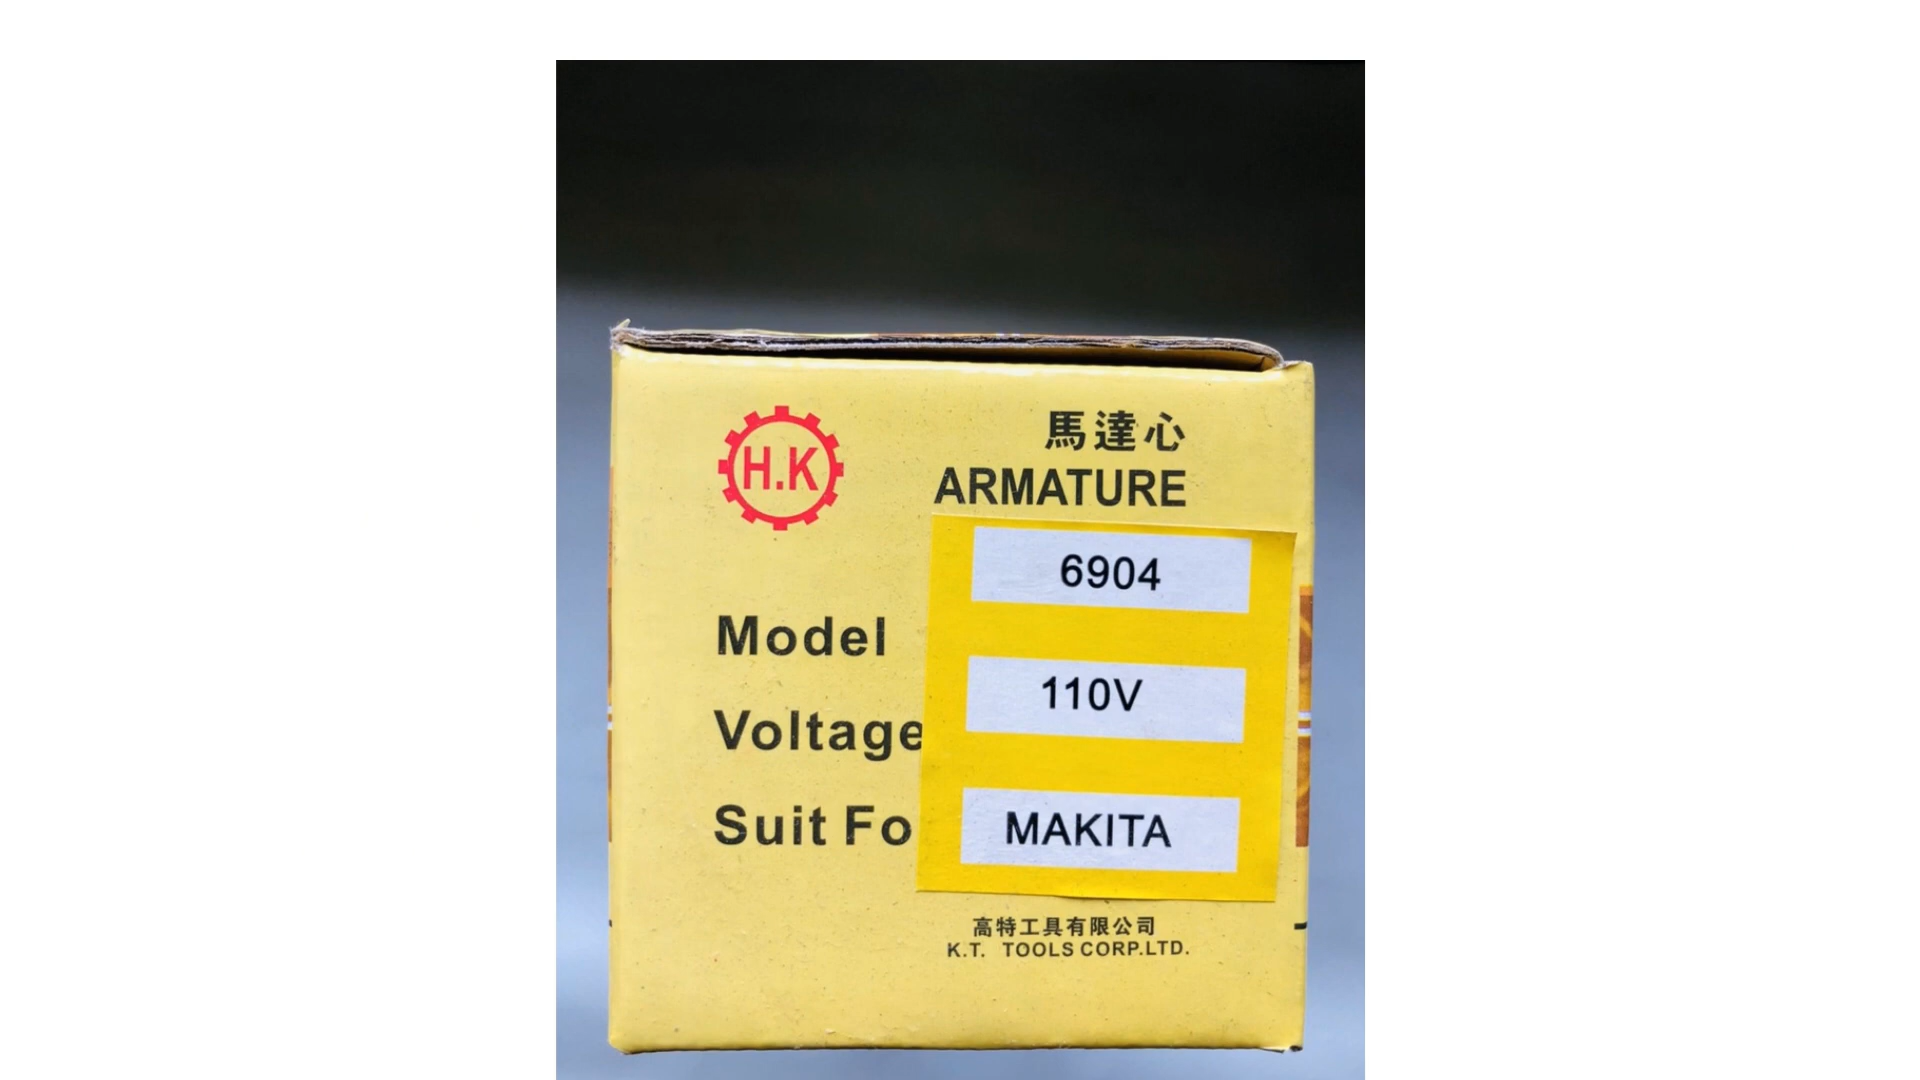 H.K
馬達心
ARMATURE
6904
Model
110V
Voltage
MAKITA
Suit Fo
高特工具有限公司
K.T. TOOLS CORP.LTD.